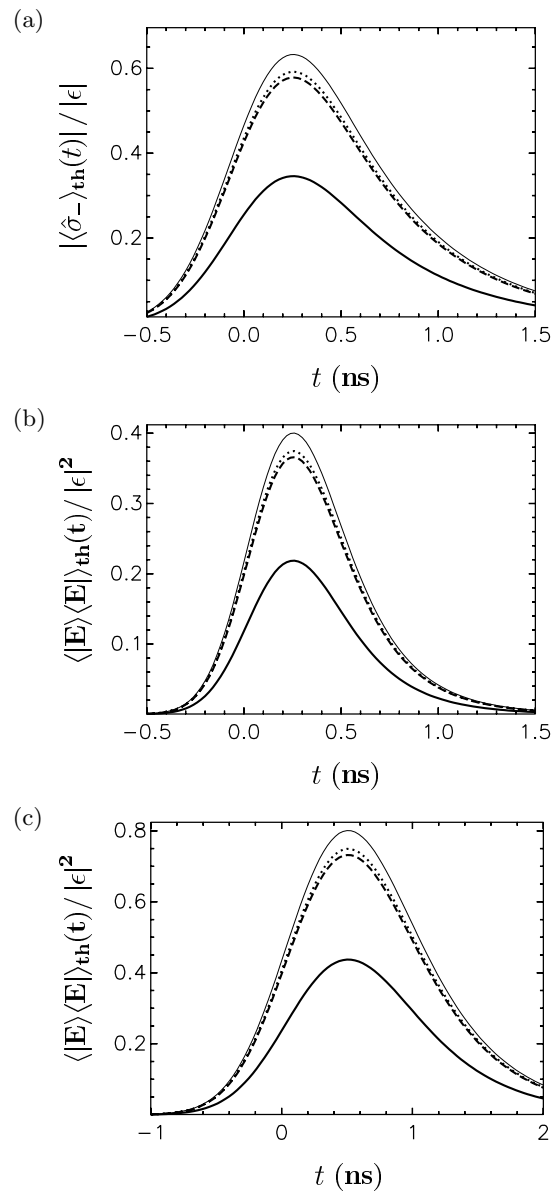 (a)
|⟨σ̂₋⟩th(t)| / |ϵ|
0.6
0.4
0.2
−0.5 0.0 0.5 1.0 1.5
t (ns)
(b)
⟨|E⟩⟨E|⟩th(t)/ |ϵ|²
0.4
0.3
0.2
0.1
−0.5 0.0 0.5 1.0 1.5
t (ns)
(c)
⟨|E⟩⟨E|⟩th(t)/ |ϵ|²
0.8
0.6
0.4
0.2
−1 0 1 2
t (ns)